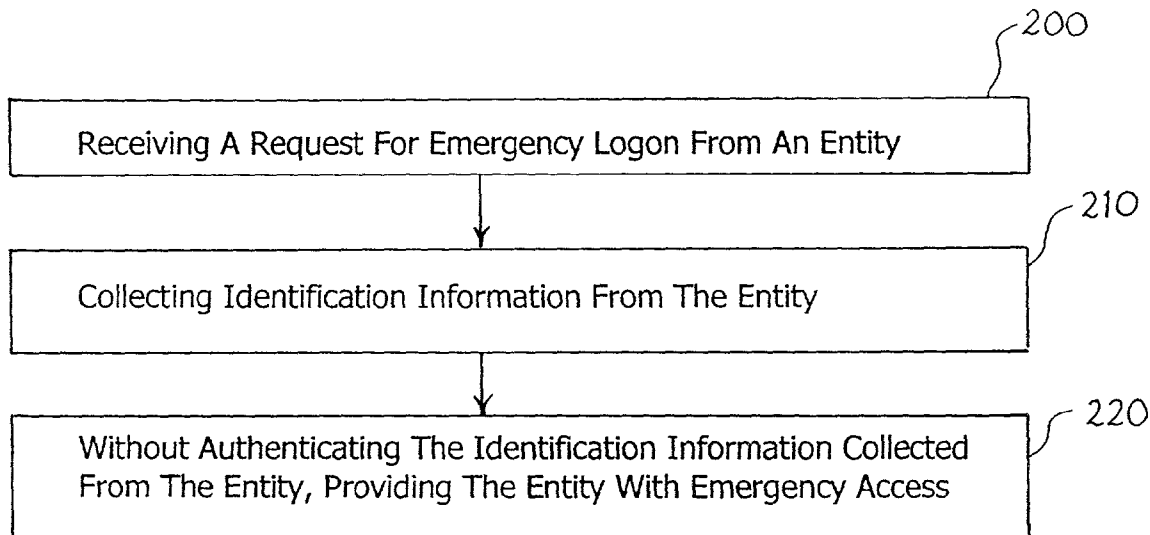 200
Receiving A Request For Emergency Logon From An Entity
210
Collecting Identification Information From The Entity
220
Without Authenticating The Identification Information Collected
From The Entity, Providing The Entity With Emergency Access